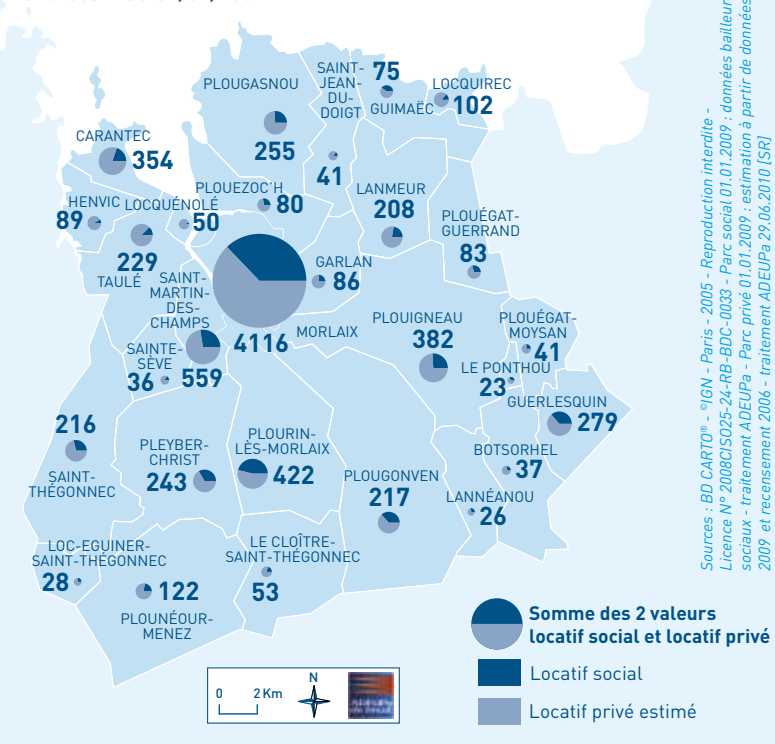 SAINT-
JEAN-
DU-
DOIGT
41
75
GUIMAËC
LOCQUIREC
102
PLOUGASNOU
255
CARANTEC
354
PLOUEZOC'H
80
LANMEUR
208
HENVIC
89
LOCQUÉNOLÉ
50
PLOUÉGAT-
GUERRAND
83
229
TAULÉ
GARLAN
86
SAINT-
MARTIN-
DES-
CHAMPS
559
4116
MORLAIX
PLOUIGNEAU
382
PLOUÉGAT-
MOYSAN
41
SAINTE-
SÈVE
36
LE PONTHOU
23
GUERLESQUIN
279
216
SAINT-
THÉGONNEC
PLEYBER-
CHRIST
243
PLOURIN-
LÈS-MORLAIX
422
BOTSORHEL
37
PLOUGONVEN
217
LANNÉANOU
26
LOC-EGUINER-
SAINT-THÉGONNEC
28
LE CLOÎTRE-
SAINT-THÉGONNEC
53
122
PLOUNÉOUR-
MENEZ
Somme des 2 valeurs
locatif social et locatif privé
Locatif social
Locatif privé estimé
0 2 Km
N
Sources : BD CARTO® - ©IGN - Paris - 2005 - Reproduction interdite -
Licence N° 2008CISO25-24-RB-BDC-0033 - Parc social 01.01.2009 : données bailleur
sociaux - traitement ADEUPa - Parc privé 01.01.2009 : estimation à partir de données
2009 et recensement 2006 - traitement ADEUPa 29.06.2010 [SR]